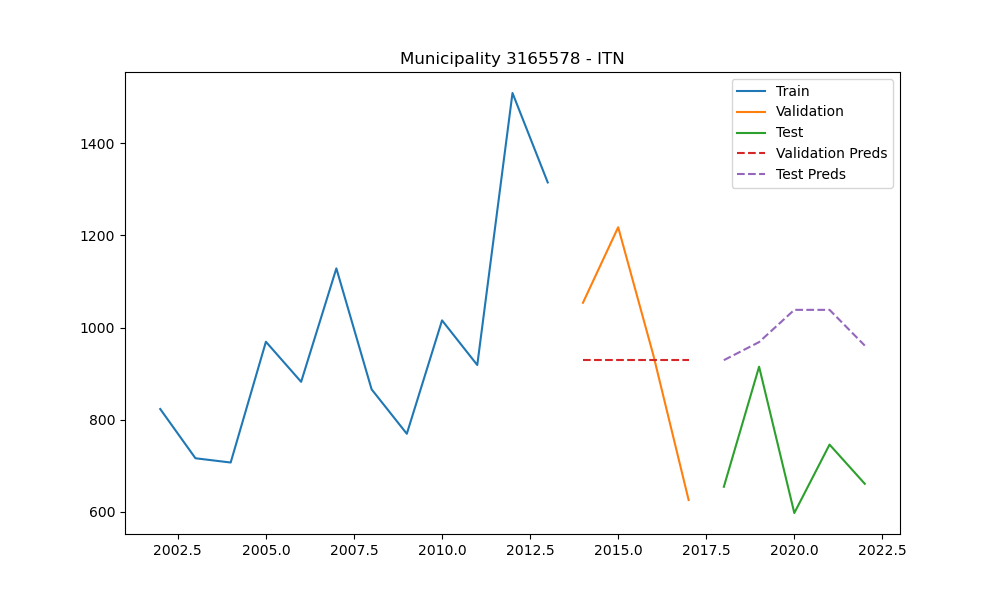 Municipality 3165578 - ITN
Train
Validation
Test
Validation Preds
Test Preds
1400
1200
1000
800
600
2002.5 2005.0 2007.5 2010.0 2012.5 2015.0 2017.5 2020.0 2022.5